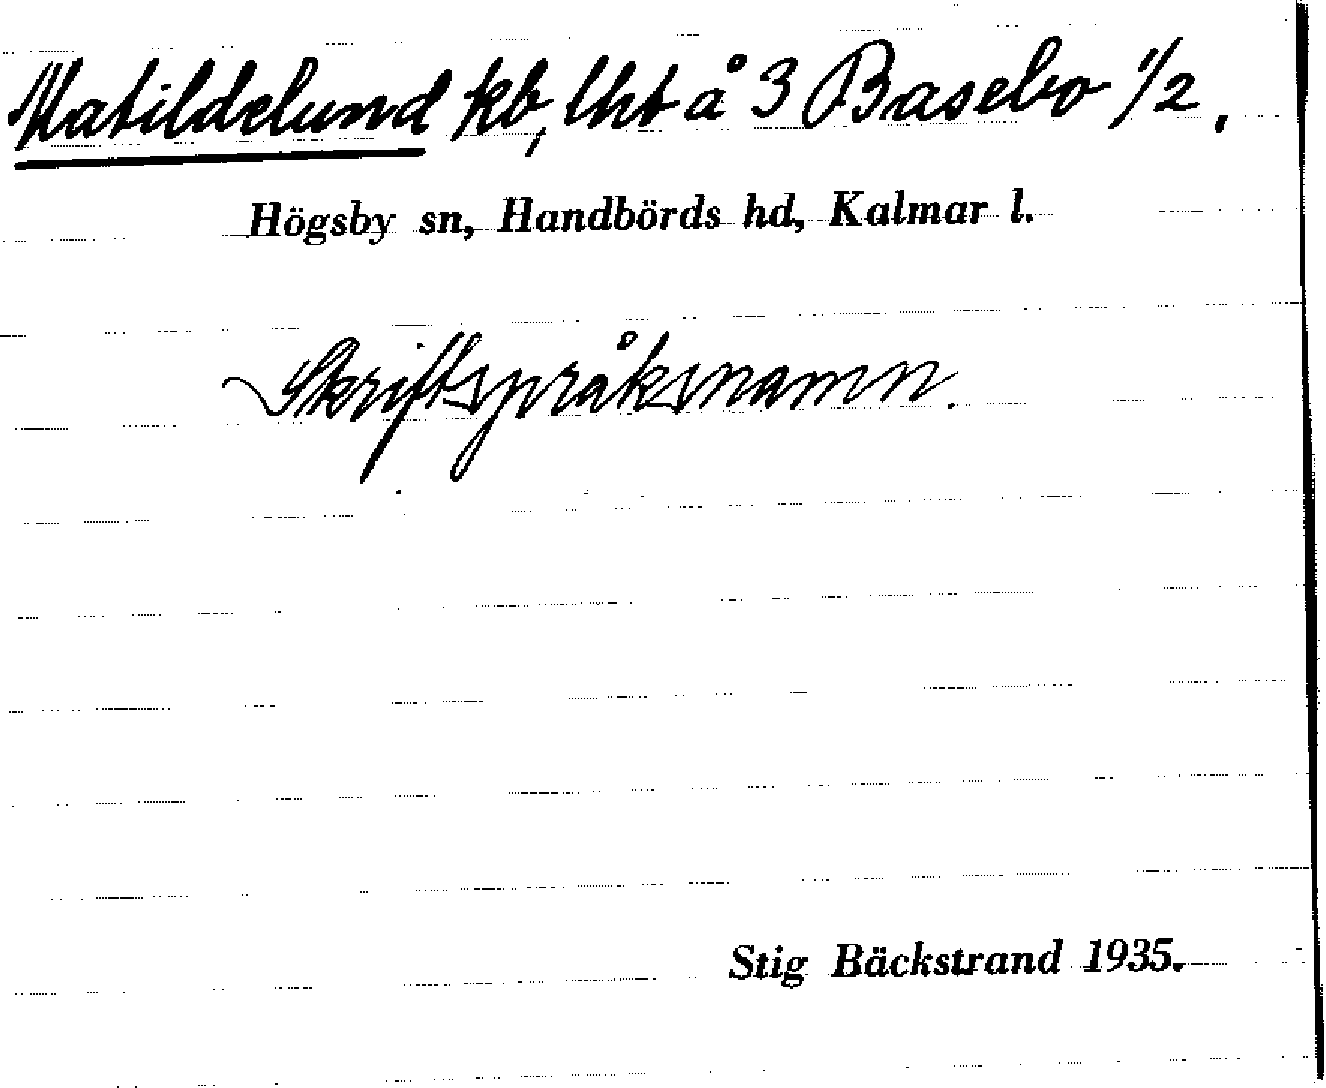 Matildelund kb, lht å 3 Basebo 1/2.
Högsby sn, Handbörds hd, Kalmar l.
Skriftspråksnamn.
Stig Bäckstrand 1935.